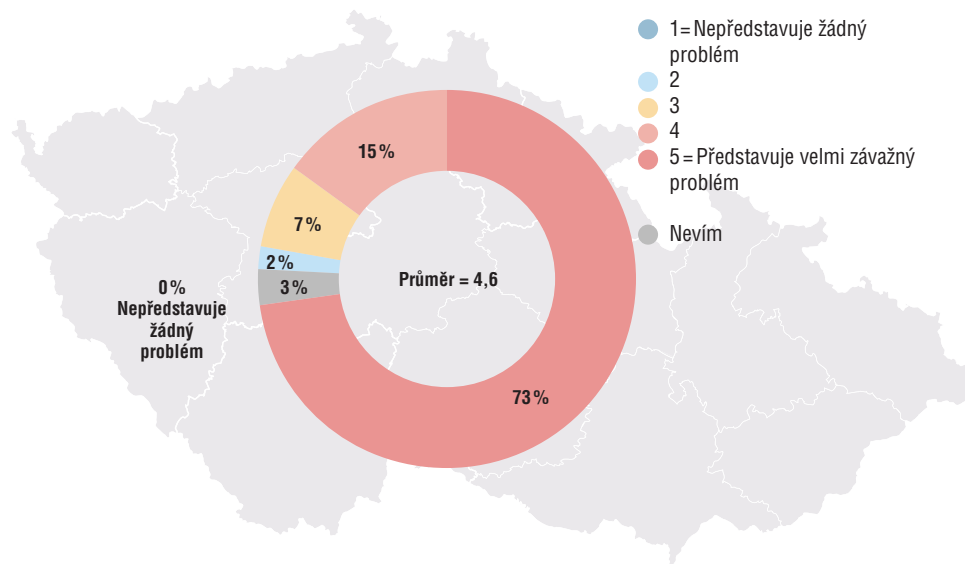 1=Nepředstavuje žádný
problém
2
3
4
5=Představuje velmi závažný
problém
Nevím
15%
7%
2%
3%
Průměr = 4,6
0%
Nepředstavuje
žádný
problém
73%